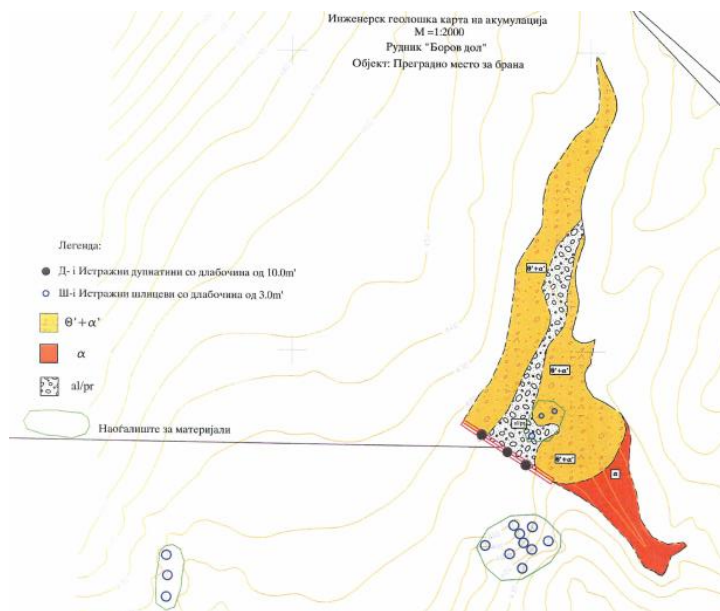 Инженерск геолошка карта на акумулација
М =1:2000
Рудник "Боров дол"
Објект: Преградно место за брана
Легенда:
Д- i Истражни дупнатини со длабочина од 10.0m'
Ш-i Истражни шлицеви со длабочина од 3.0m'
Θ'+α'
α
al/pr
Наоѓалиште за материјали
Θ'+α'
Θ'+α'
Θ'+α'
α